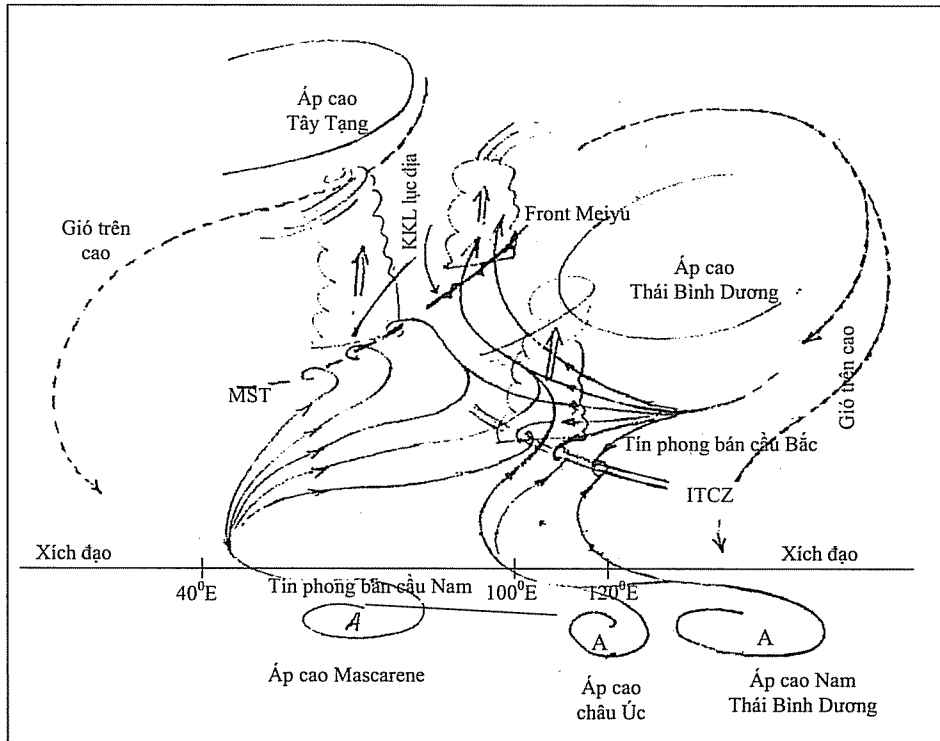 Áp cao
Tây Tạng
KKL lục địa
Front Meiyu
Gió trên
cao
Áp cao
Thái Bình Dương
Gió trên cao
MST
Tín phong bán cầu Bắc
ITCZ
Xích đạo
Xích đạo
Tín phong bán cầu Nam
40⁰E
100⁰E
120⁰E
A
A
A
Áp cao Mascarene
Áp cao
châu Úc
Áp cao Nam
Thái Bình Dương